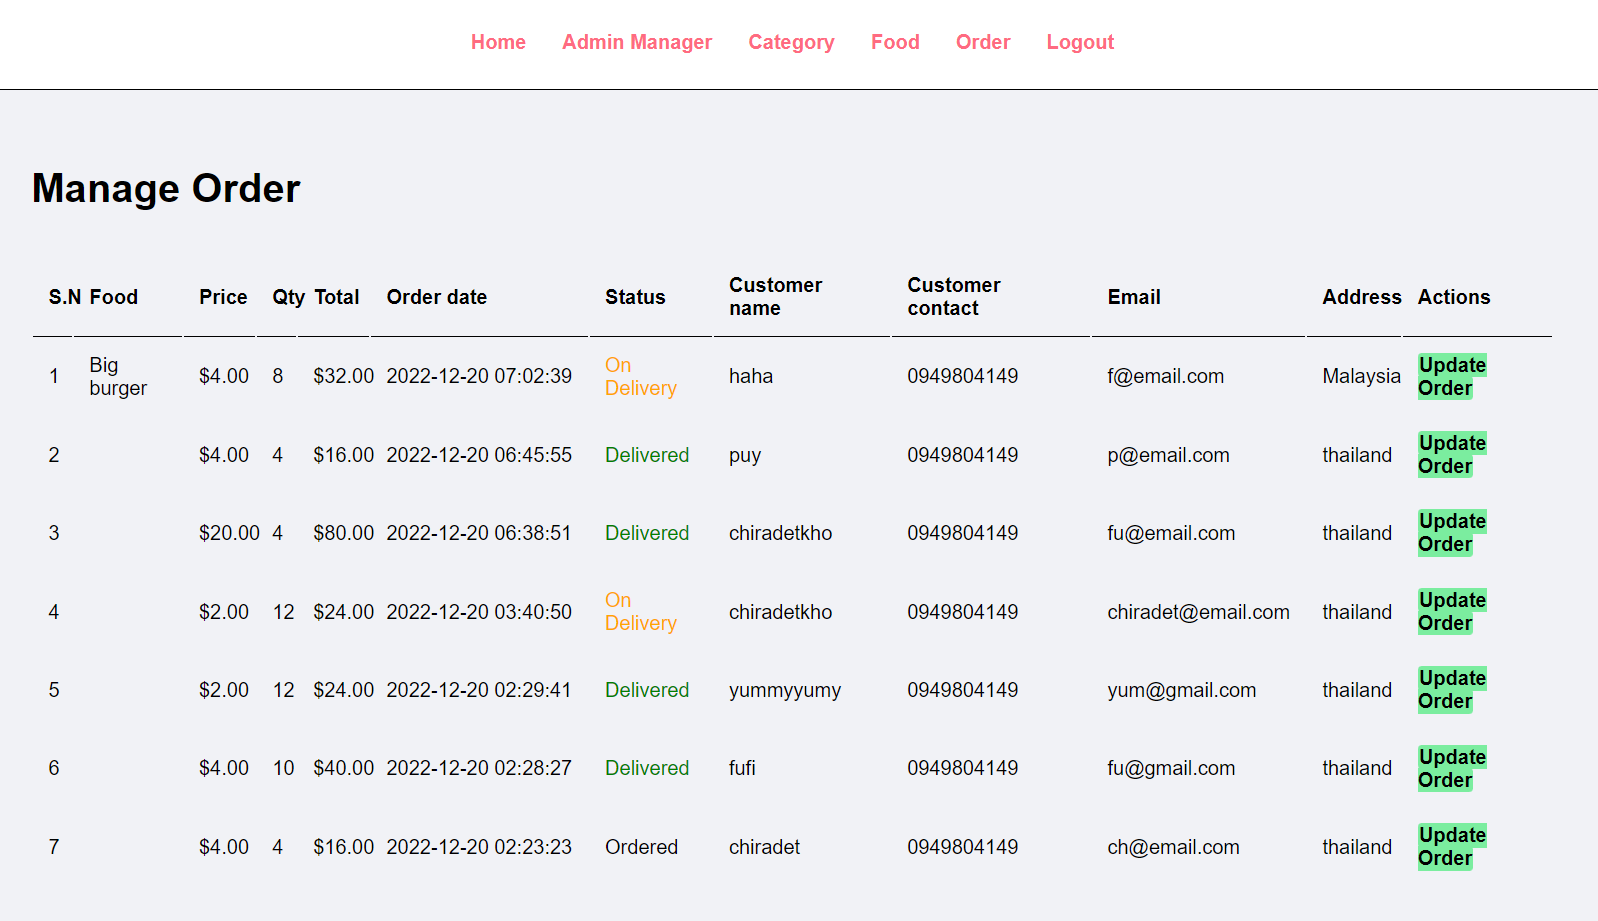 Home Admin Manager Category Food Order Logout
Manage Order
S.N Food Price Qty Total Order date Status Customer name Customer contact Email Address Actions
1 Big burger $4.00 8 $32.00 2022-12-20 07:02:39 On Delivery haha 0949804149 f@email.com Malaysia Update Order
2 $4.00 4 $16.00 2022-12-20 06:45:55 Delivered puy 0949804149 p@email.com thailand Update Order
3 $20.00 4 $80.00 2022-12-20 06:38:51 Delivered chiradetkho 0949804149 fu@email.com thailand Update Order
4 $2.00 12 $24.00 2022-12-20 03:40:50 On Delivery chiradetkho 0949804149 chiradet@email.com thailand Update Order
5 $2.00 12 $24.00 2022-12-20 02:29:41 Delivered yummyyumy 0949804149 yum@gmail.com thailand Update Order
6 $4.00 10 $40.00 2022-12-20 02:28:27 Delivered fufi 0949804149 fu@gmail.com thailand Update Order
7 $4.00 4 $16.00 2022-12-20 02:23:23 Ordered chiradet 0949804149 ch@email.com thailand Update Order